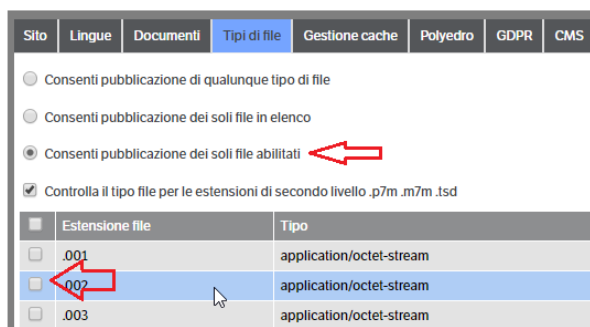 Sito Lingue Documenti Tipi di file Gestione cache Polyedro GDPR CMS
Consenti pubblicazione di qualunque tipo di file
Consenti pubblicazione dei soli file in elenco
Consenti pubblicazione dei soli file abilitati
Controlla il tipo file per le estensioni di secondo livello .p7m .m7m .tsd
Estensione file Tipo
.001 application/octet-stream
.002 application/octet-stream
.003 application/octet-stream